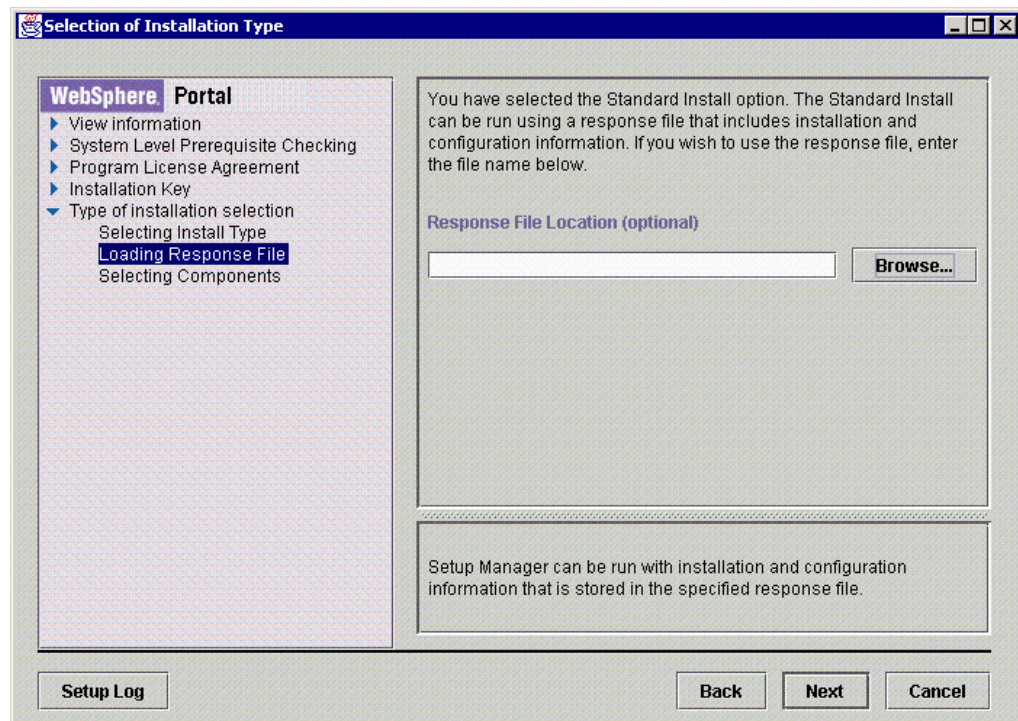 Selection of Installation Type
WebSphere. Portal
View information
System Level Prerequisite Checking
Program License Agreement
Installation Key
Type of installation selection
Selecting Install Type
Loading Response File
Selecting Components
You have selected the Standard Install option. The Standard Install
can be run using a response file that includes installation and
configuration information. If you wish to use the response file, enter
the file name below.
Response File Location (optional)
Browse...
Setup Manager can be run with installation and configuration
information that is stored in the specified response file.
Setup Log
Back
Next
Cancel